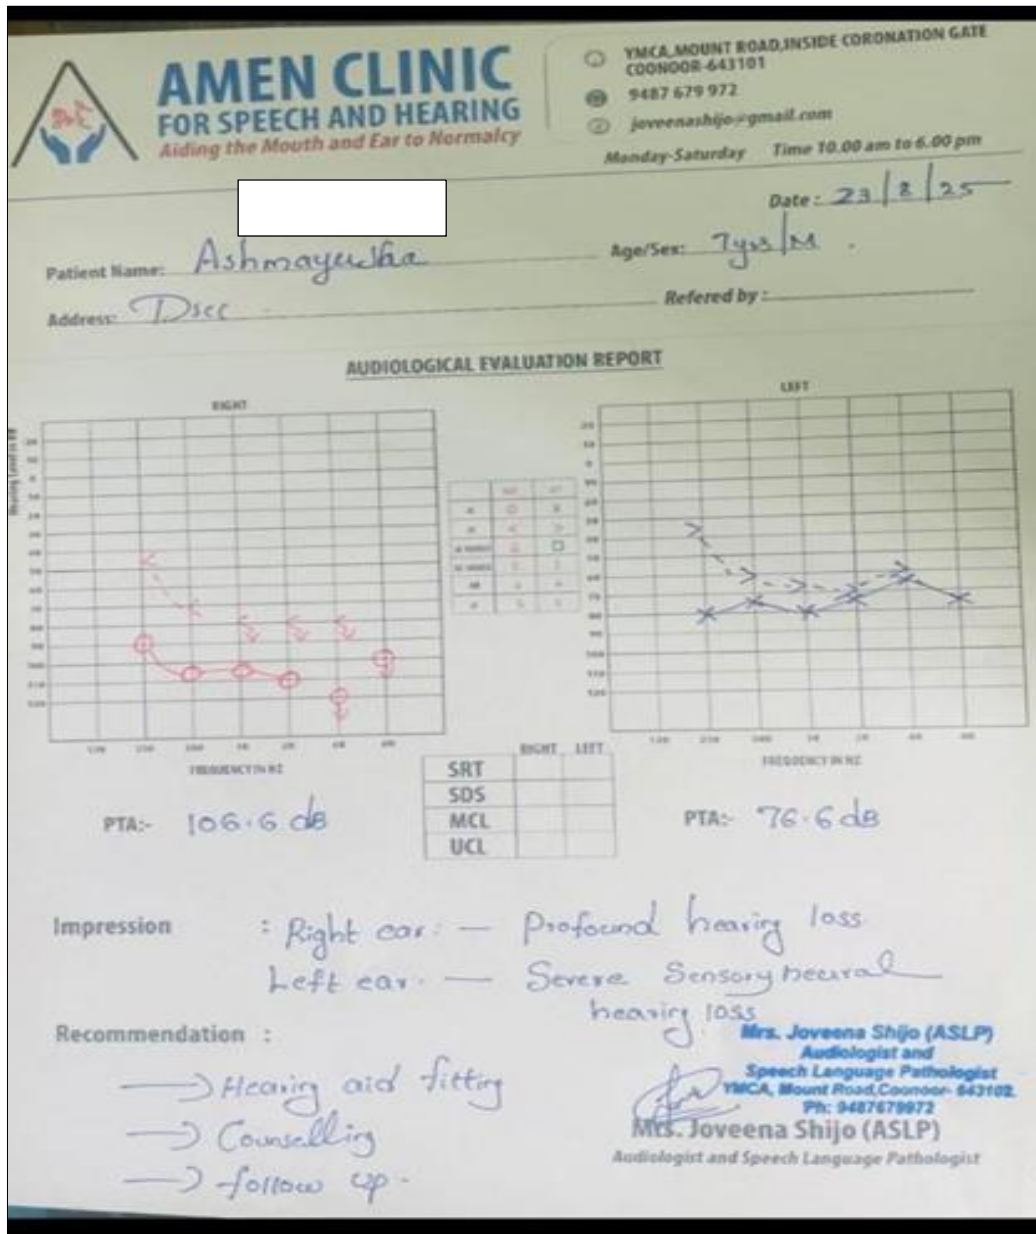 AMEN CLINIC
FOR SPEECH AND HEARING
Aiding the Mouth and Ear to Normalcy
YMCA,MOUNT ROAD,INSIDE CORONATION GATE
COONOOR-643101
9487 679 972
joveenashijo@gmail.com
Monday-Saturday Time 10.00 am to 6.00 pm
Date : 23/8/25
Patient Name: Ashmayusha
Age/Sex: 7yrs/M
Address: Dscc
Refered by :
AUDIOLOGICAL EVALUATION REPORT
RIGHT
LEFT
FREQUENCY IN HZ
FREQUENCY IN HZ
RIGHT LEFT
SRT
SDS
MCL
UCL
PTA:- 106.6 dB
PTA:- 76.6 dB
Impression : Right ear: — Profound hearing loss
Left ear. — Severe Sensoryneural
hearing loss
Recommendation :
Hearing aid fitting
Counselling
follow up.
Mrs. Joveena Shijo (ASLP)
Audiologist and
Speech Language Pathologist
YMCA, Mount Road,Coonoor- 643102.
Ph: 9487679972
Mrs. Joveena Shijo (ASLP)
Audiologist and Speech Language Pathologist